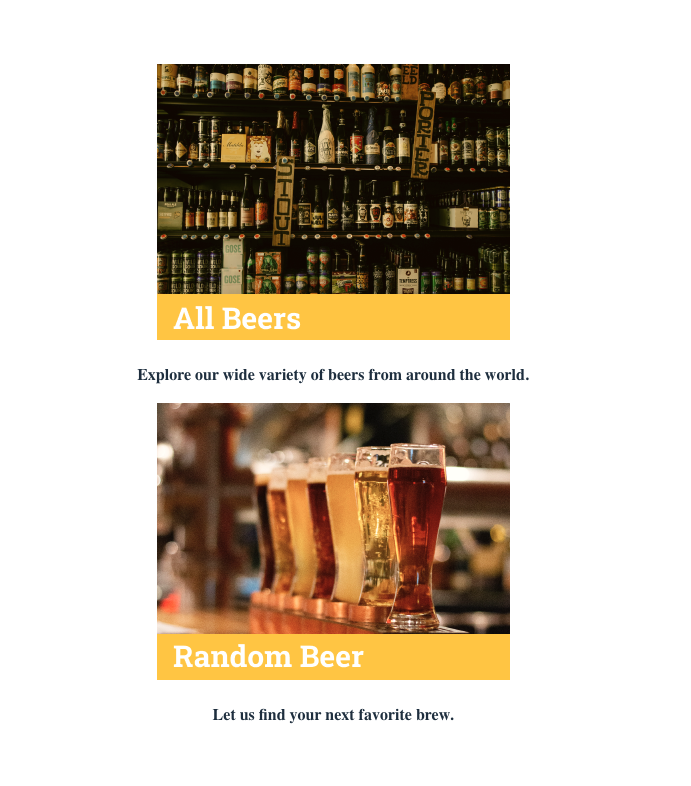 PORTER
STOUT
GOSE
All Beers
Explore our wide variety of beers from around the world.
Random Beer
Let us find your next favorite brew.